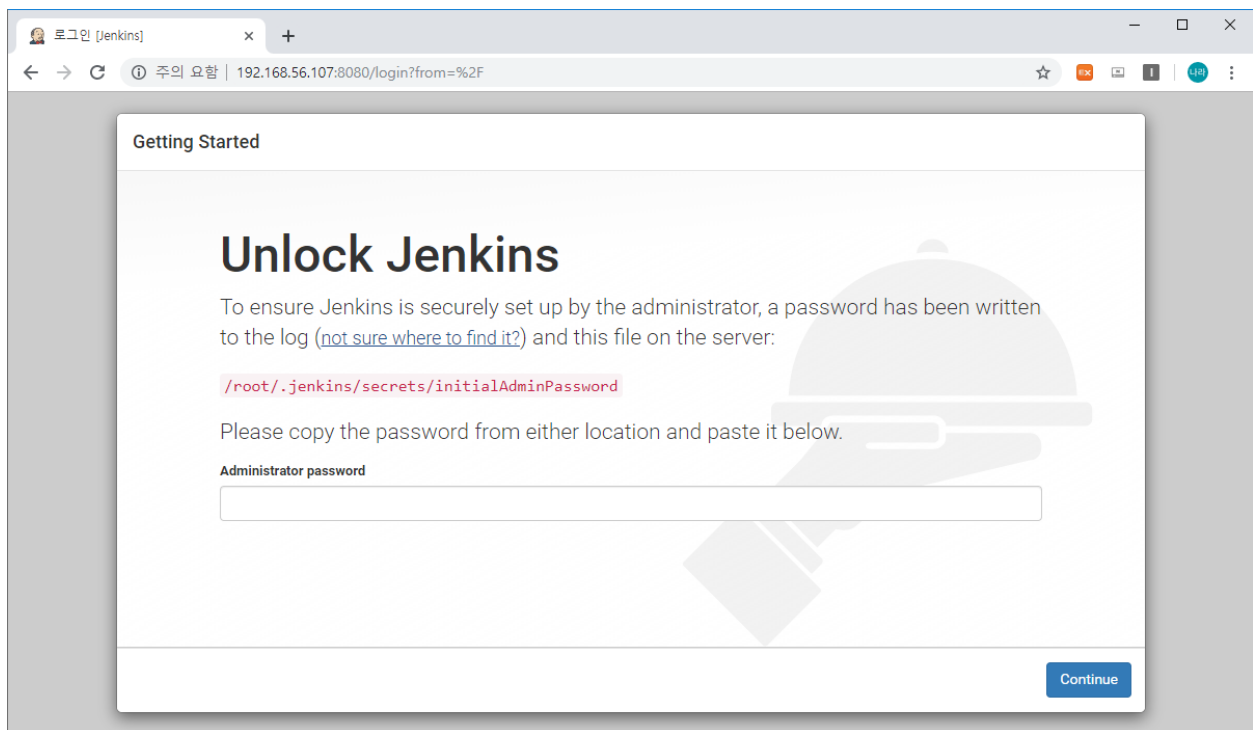 로그인 [Jenkins]
주의 요함 | 192.168.56.107:8080/login?from=%2F
EX
I
나라
Getting Started
Unlock Jenkins
To ensure Jenkins is securely set up by the administrator, a password has been written
to the log (not sure where to find it?) and this file on the server:
/root/.jenkins/secrets/initialAdminPassword
Please copy the password from either location and paste it below.
Administrator password
Continue